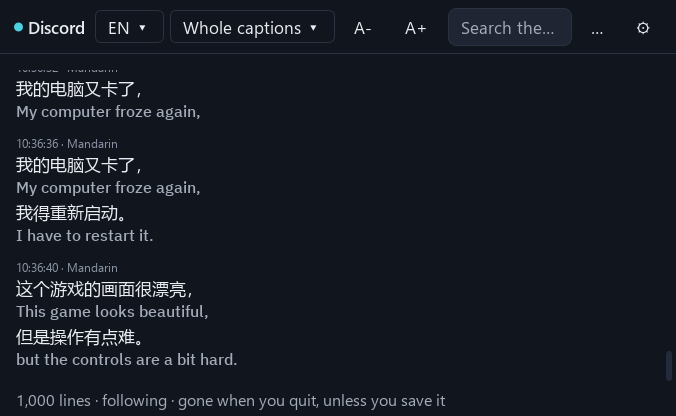 Discord EN ▼ Whole captions ▼ A- A+ Search the... ...
10:36:32 · Mandarin
我的电脑又卡了，
My computer froze again,
10:36:36 · Mandarin
我的电脑又卡了，
My computer froze again,
我得重新启动。
I have to restart it.
10:36:40 · Mandarin
这个游戏的画面很漂亮，
This game looks beautiful,
但是操作有点难。
but the controls are a bit hard.
1,000 lines · following · gone when you quit, unless you save it